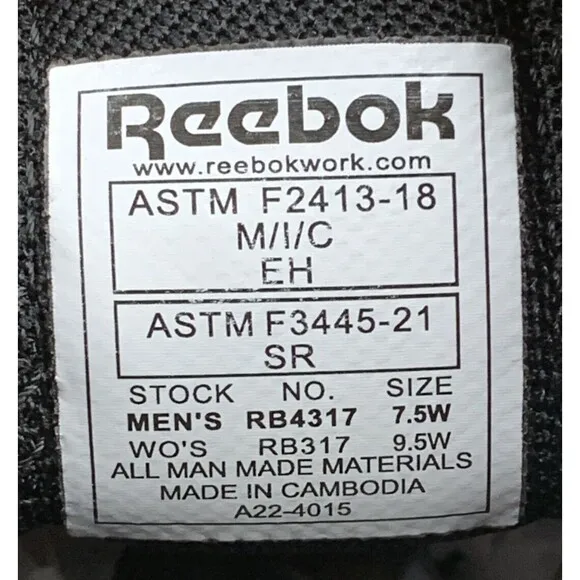 Reebok
www.reebokwork.com
ASTM F2413-18
M/I/C
EH
ASTM F3445-21
SR
STOCK NO. SIZE
MEN'S RB4317 7.5W
WO'S RB317 9.5W
ALL MAN MADE MATERIALS
MADE IN CAMBODIA
A22-4015